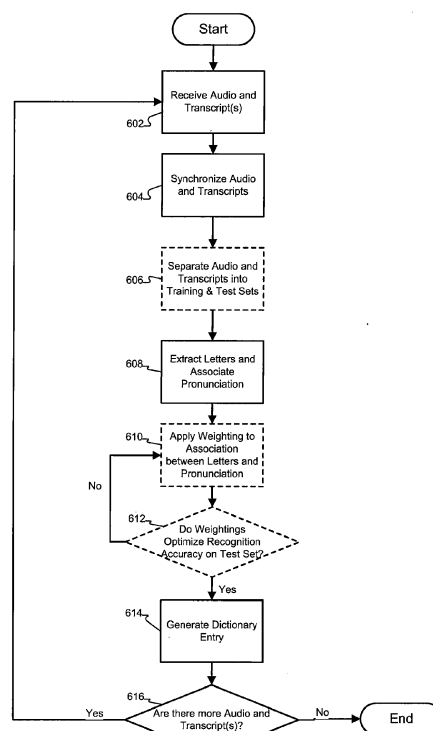 Start
Receive Audio and
Transcript(s)
602
Synchronize Audio
and Transcripts
604
Separate Audio and
Transcripts into
Training & Test Sets
606
Extract Letters and
Associate
Pronunciation
608
610
Apply Weighting to
Association
between Letters and
Pronunciation
No
612
Do Weightings
Optimize Recognition
Accuracy on Test Set?
Yes
614
Generate Dictionary
Entry
616
Are there more Audio and
Transcript(s)?
Yes
No
End